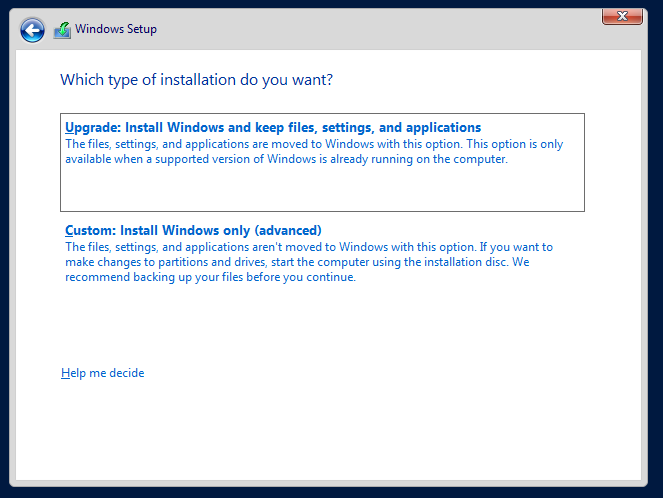 Windows Setup
Which type of installation do you want?
Upgrade: Install Windows and keep files, settings, and applications
The files, settings, and applications are moved to Windows with this option. This option is only
available when a supported version of Windows is already running on the computer.
Custom: Install Windows only (advanced)
The files, settings, and applications aren't moved to Windows with this option. If you want to
make changes to partitions and drives, start the computer using the installation disc. We
recommend backing up your files before you continue.
Help me decide